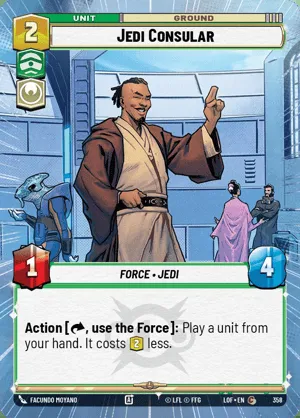 UNIT GROUND
2 JEDI CONSULAR
1 4
FORCE • JEDI
Action [, use the Force]: Play a unit from
your hand. It costs 2 less.
FACUNDO MOYANO © LFL © FFG LOF • EN C 358